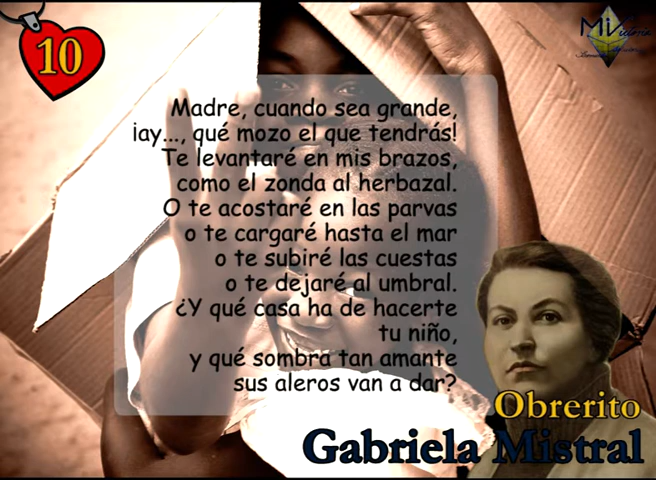 10
Mi Victoria
Madre, cuando sea grande,
¡ay..., qué mozo el que tendrás!
Te levantaré en mis brazos,
como el zonda al herbazal.
O te acostaré en las parvas
o te cargaré hasta el mar
o te subiré las cuestas
o te dejaré al umbral.
¿Y qué casa ha de hacerte
tu niño,
y qué sombra tan amante
sus aleros van a dar?
Obrerito
Gabriela Mistral